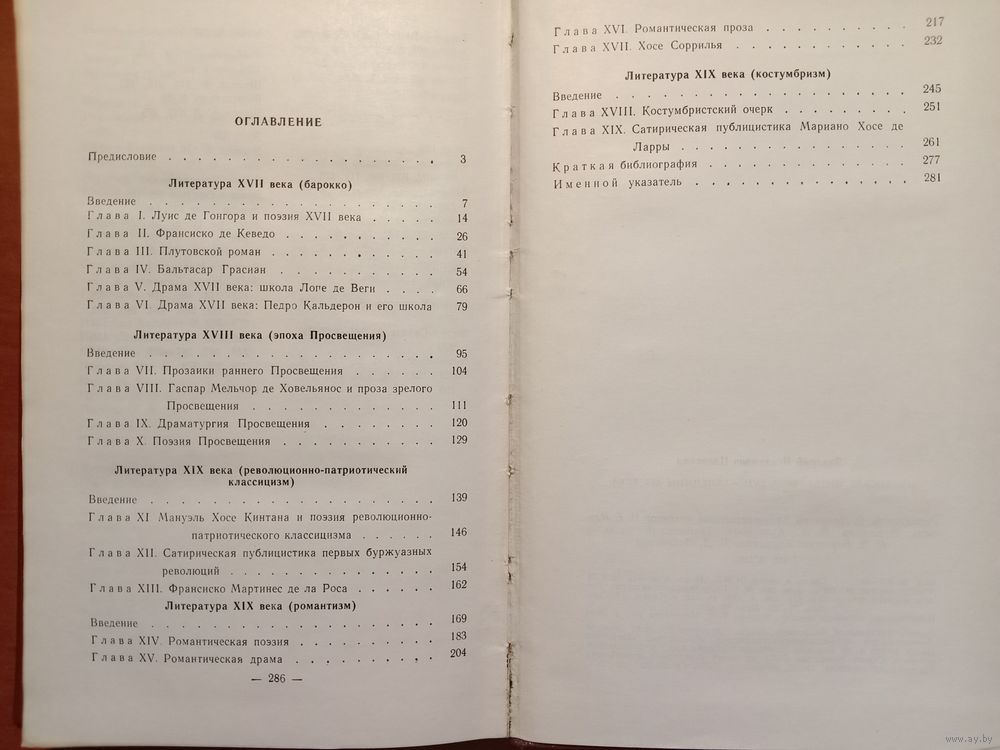 ОГЛАВЛЕНИЕ
Предисловие . . . . . . . . . . . . . . . . . . 3
Литература XVII века (барокко)
Введение . . . . . . . . . . . . . . . . . . . 7
Глава I. Луис де Гонгора и поэзия XVII века . . . . . 14
Глава II. Франсиско де Кеведо . . . . . . . . . . 26
Глава III. Плутовской роман . . . . . . . . . . . 41
Глава IV. Бальтасар Грасиан . . . . . . . . . . . 54
Глава V. Драма XVII века: школа Лопе де Веги . . . . 66
Глава VI. Драма XVII века: Педро Кальдерон и его школа 79
Литература XVIII века (эпоха Просвещения)
Введение . . . . . . . . . . . . . . . . . . . 95
Глава VII. Прозаики раннего Просвещения . . . . . . 104
Глава VIII. Гаспар Мельчор де Ховельянос и проза зрелого
Просвещения . . . . . . . . . . . . . 111
Глава IX. Драматургия Просвещения . . . . . . . . 120
Глава X. Поэзия Просвещения . . . . . . . . . . . 129
Литература XIX века (революционно-патриотический
классицизм)
Введение . . . . . . . . . . . . . . . . . . . 139
Глава XI Мануэль Хосе Кинтана и поэзия революционно-
патриотического классицизма . . . . . . 146
Глава XII. Сатирическая публицистика первых буржуазных
революций . . . . . . . . . . . . . . . 154
Глава XIII. Франсиско Мартинес де ла Роса . . . . . . 162
Литература XIX века (романтизм)
Введение . . . . . . . . . . . . . . . . . . . 169
Глава XIV. Романтическая поэзия . . . . . . . . . . 183
Глава XV. Романтическая драма . . . . . . . . . . 204
— 286 —
Глава XVI. Романтическая проза . . . . . . . . . . 217
Глава XVII. Хосе Соррилья . . . . . . . . . . . . 232
Литература XIX века (костумбризм)
Введение . . . . . . . . . . . . . . . . . . . 245
Глава XVIII. Костумбристский очерк . . . . . . . . . 251
Глава XIX. Сатирическая публицистика Мариано Хосе де
Ларры . . . . . . . . . . . . . . . . 261
Краткая библиография . . . . . . . . . . . . . . 277
Именной указатель . . . . . . . . . . . . . . . 281
www.ay.by